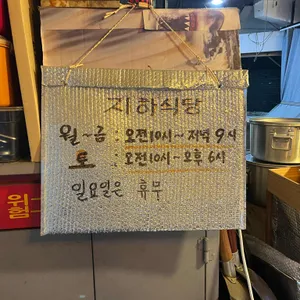 지하식당
월~금 : 오전10시~저녁 9시
토 : 오전10시~오후 6시
일요일은 휴무